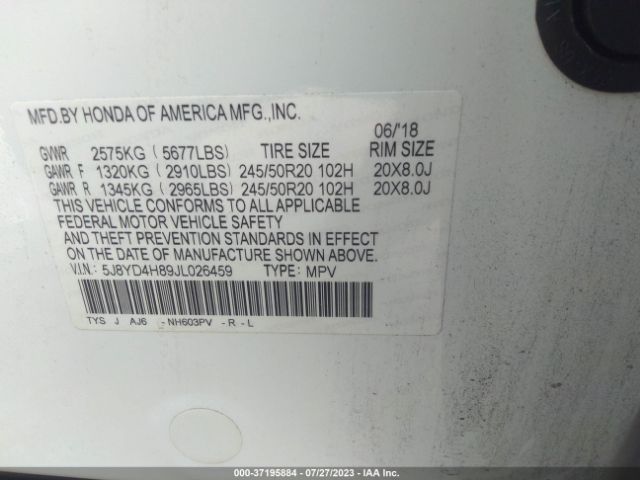 MFD.BY HONDA OF AMERICA MFG.,INC.
06/'18
GVWR 2575KG ( 5677LBS) TIRE SIZE RIM SIZE
GAWR F 1320KG ( 2910LBS) 245/50R20 102H 20X8.0J
GAWR R 1345KG ( 2965LBS) 245/50R20 102H 20X8.0J
THIS VEHICLE CONFORMS TO ALL APPLICABLE
FEDERAL MOTOR VEHICLE SAFETY
AND THEFT PREVENTION STANDARDS IN EFFECT
ON THE DATE OF MANUFACTURE SHOWN ABOVE.
V.I.N.: 5J8YD4H89JL026459 TYPE: MPV
TYS J AJ6 -NH603PV -R-L
000-37195884 | 07/27/2023 | IAA Inc.